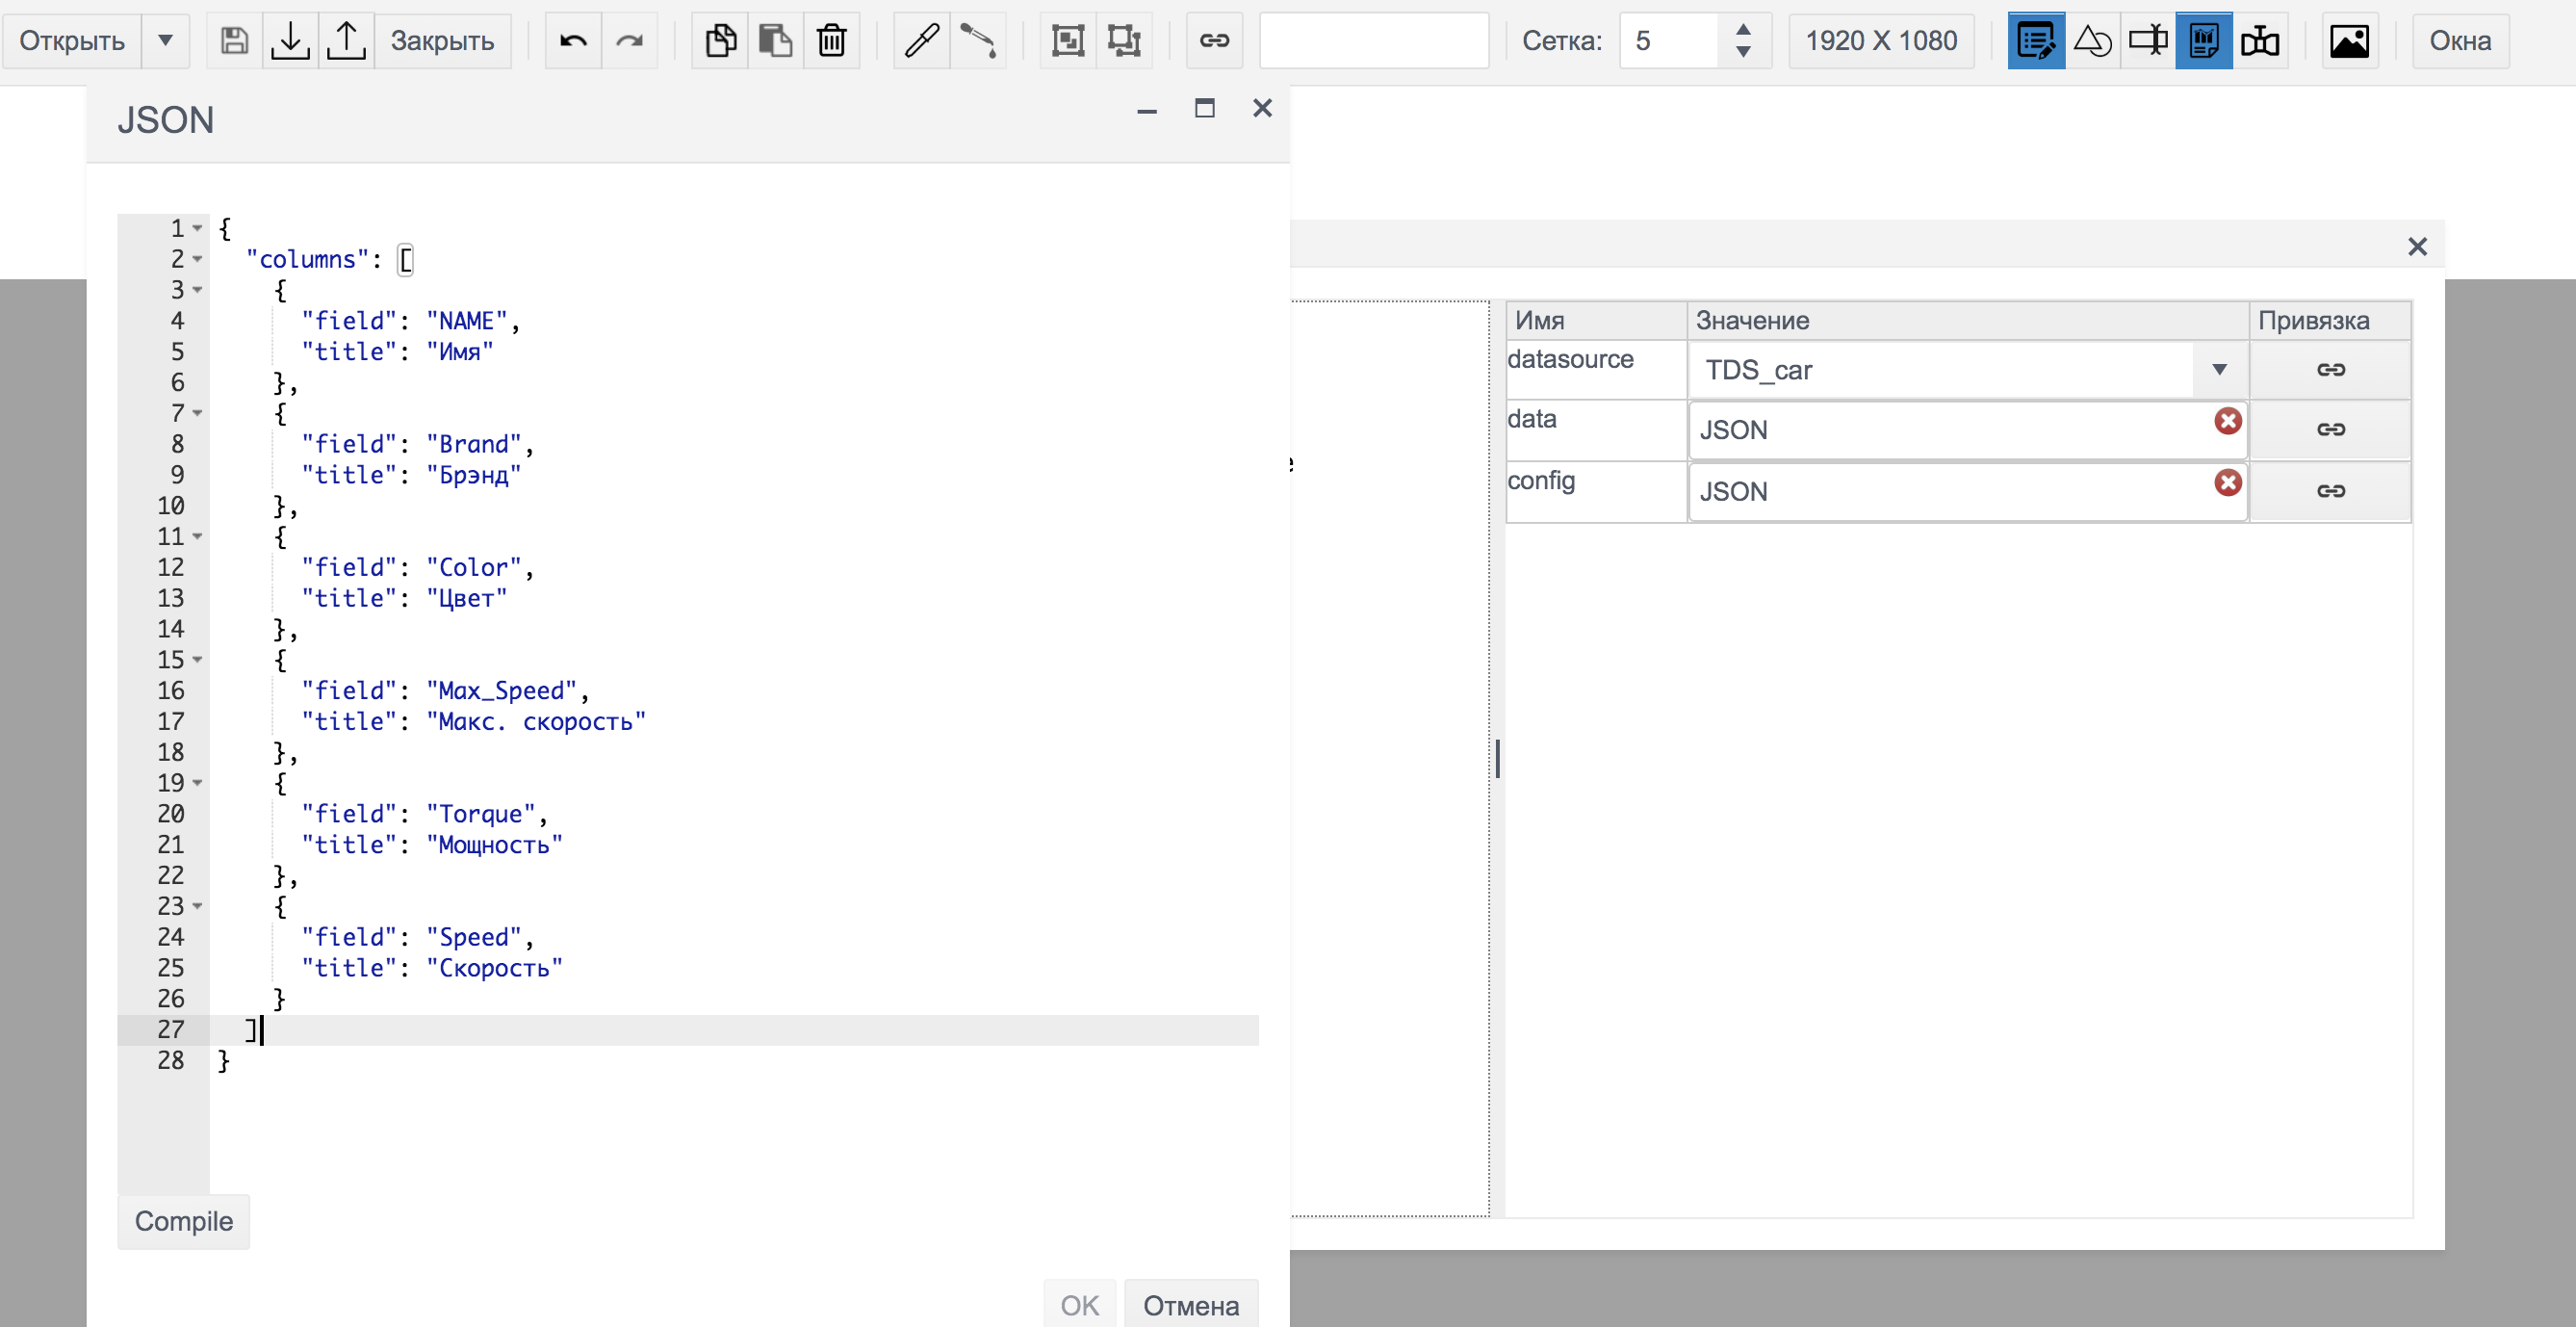 Открыть Закрыть Сетка: 5 1920 X 1080 Окна
JSON
1 {
2 "columns": [
3 {
4 "field": "NAME",
5 "title": "Имя"
6 },
7 {
8 "field": "Brand",
9 "title": "Брэнд"
10 },
11 {
12 "field": "Color",
13 "title": "Цвет"
14 },
15 {
16 "field": "Max_Speed",
17 "title": "Макс. скорость"
18 },
19 {
20 "field": "Torque",
21 "title": "Мощность"
22 },
23 {
24 "field": "Speed",
25 "title": "Скорость"
26 }
27 ]
28 }
Compile
OK Отмена
Имя Значение Привязка
datasource TDS_car
data JSON
config JSON